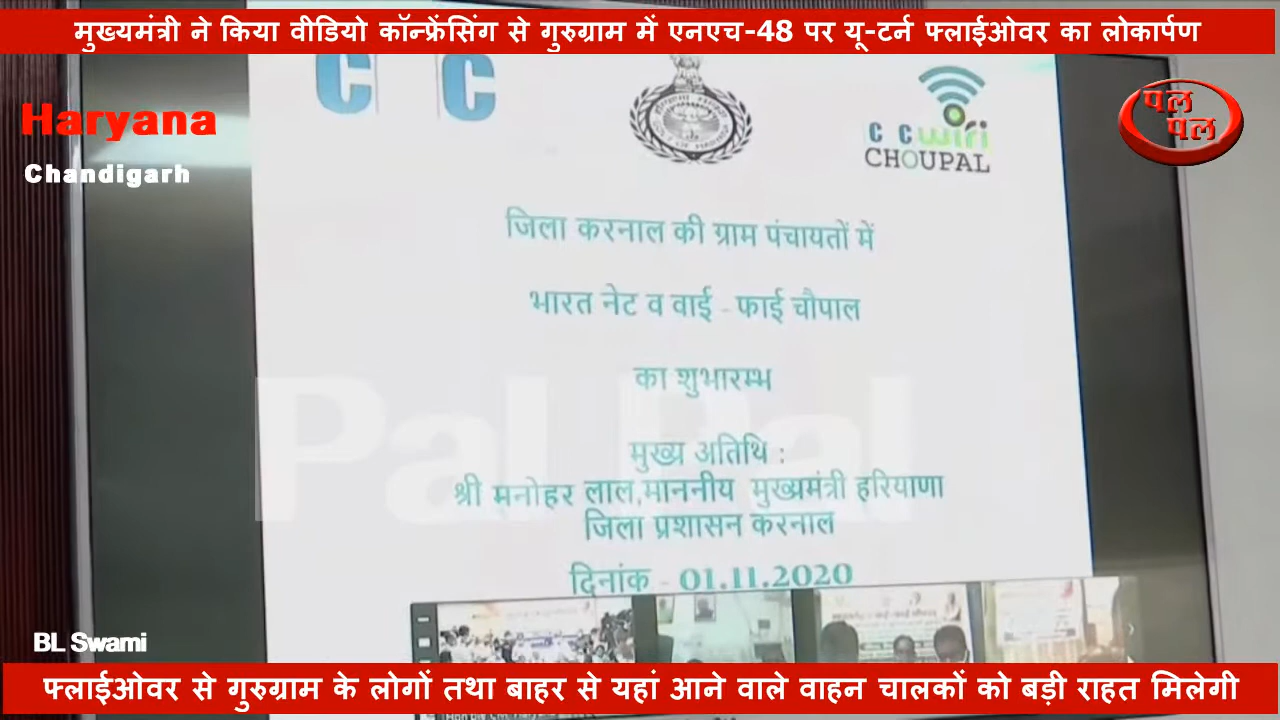 मुख्यमंत्री ने किया वीडियो कॉन्फ्रेंसिंग से गुरुग्राम में एनएच-48 पर यू-टर्न फ्लाईओवर का लोकार्पण
Haryana
Chandigarh
पल
पल
C C
C C wifi
CHOUPAL
जिला करनाल की ग्राम पंचायतों में
भारत नेट व वाई - फाई चौपाल
का शुभारम्भ
मुख्य अतिथि :
श्री मनोहर लाल,माननीय मुख्यमंत्री हरियाणा
जिला प्रशासन करनाल
दिनांक - 01.11.2020
Pal Pal
BL Swami
फ्लाईओवर से गुरुग्राम के लोगों तथा बाहर से यहां आने वाले वाहन चालकों को बड़ी राहत मिलेगी